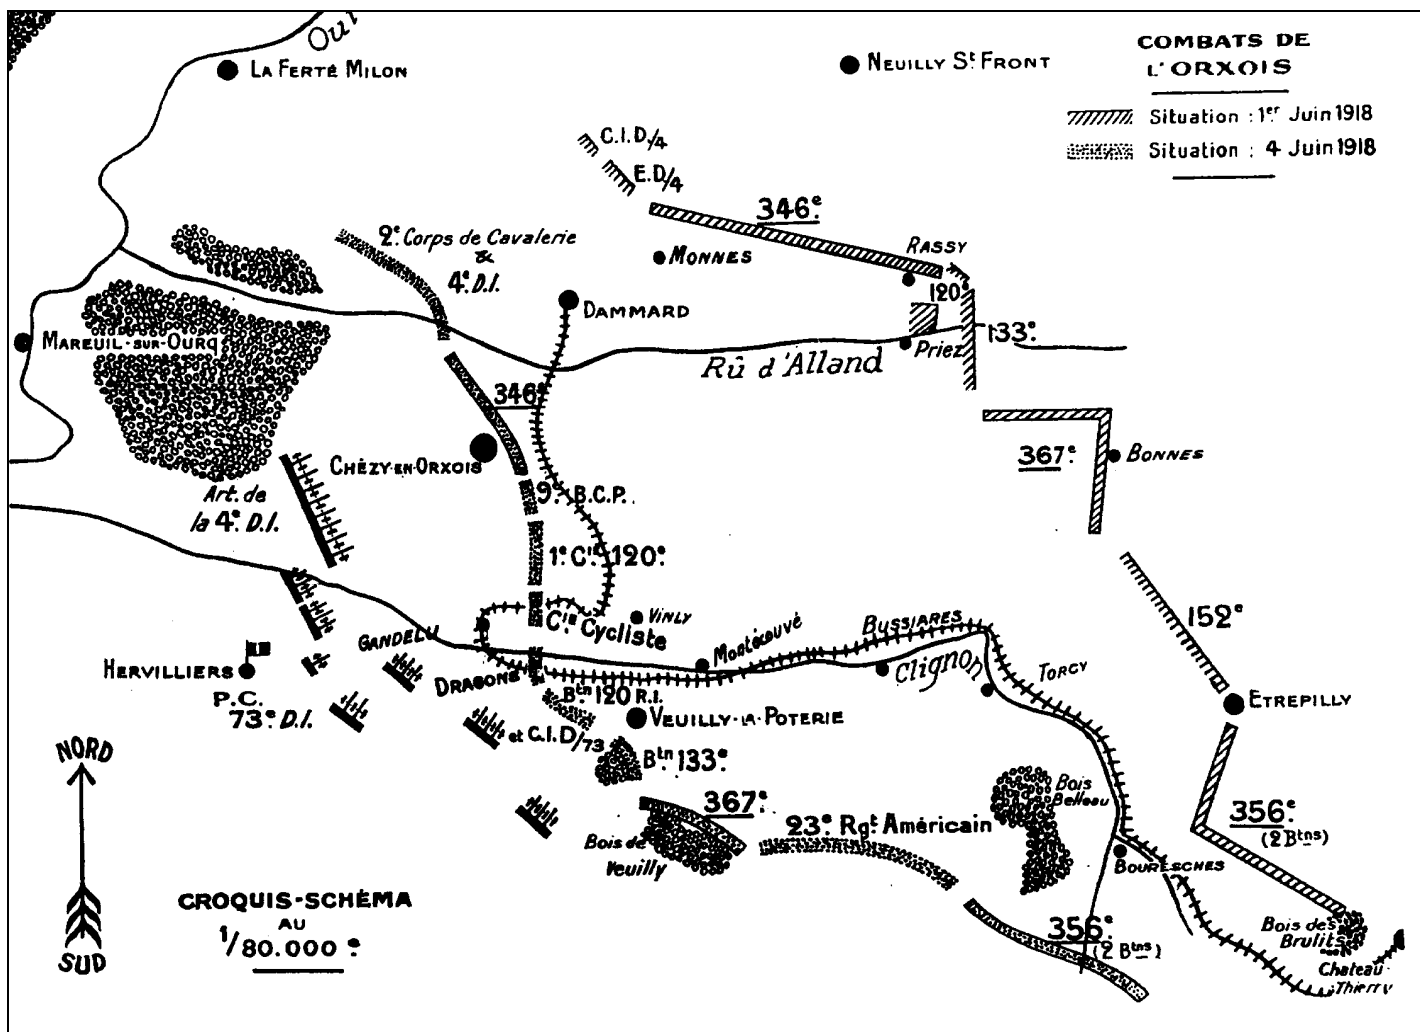 Our
LA FERTÉ MILON
NEUILLY St. FRONT
COMBATS DE
L'ORXOIS
Situation : 1er Juin 1918
Situation : 4 Juin 1918
C.I.D/4
E.D/4
346e.
2e. Corps de Cavalerie
&
4e. D.I.
MONNES
RASSY
120e
DAMMARD
133e.
MAREUIL-SUR-OURQ
Priez
Rû d'Alland
346e
367e.
BONNES
CHÉZY-EN-ORXOIS
Art. de
la 4e. D.I.
9e. B.C.P.
1e. Cie. 120e.
152e
VINLY
Cie Cycliste
BUSSIARES
GANDELU
Montécouvé
Clignon
TORCY
HERVILLIERS
P.C.
73e. D.I.
DRAGONS
Btn 120 R.I.
et C.I.D/73
VEUILLY-LA-POTERIE
ETREPILLY
Btn 133e.
NORD
367e.
Bois
Belleau
356e
(2 Btns)
23e Rgt. Américain
Bois de
Veuilly
BOURESCHES
CROQUIS-SCHÉMA
AU
1/80.000e.
356e.
(2 Btns)
Bois des
Brulits
Chateau-
Thierry
SUD